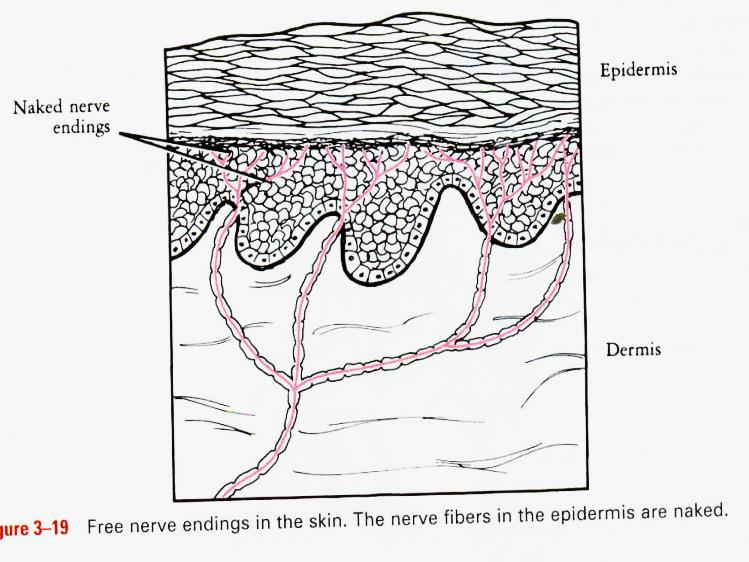 Epidermis
Naked nerve
endings
Dermis
gure 3–19 Free nerve endings in the skin. The nerve fibers in the epidermis are naked.